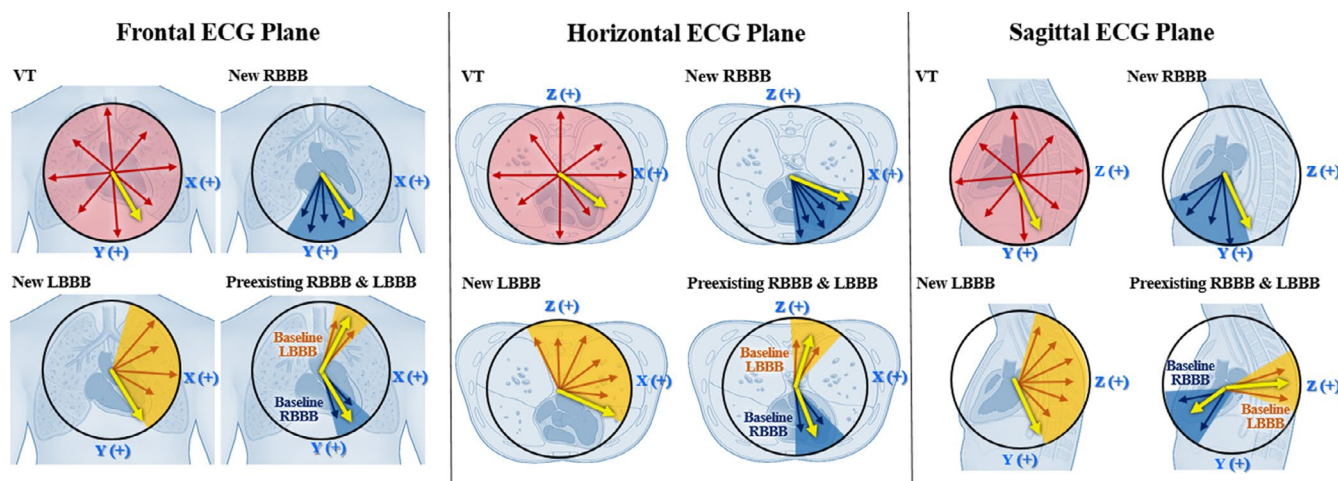 Frontal ECG Plane
VT
New RBBB
X (+)
X (+)
Y (+)
Y (+)
New LBBB
Preexisting RBBB & LBBB
Baseline
LBBB
X (+)
X (+)
Baseline
RBBB
Y (+)
Y (+)
Horizontal ECG Plane
VT
New RBBB
Z (+)
Z (+)
X (+)
X (+)
New LBBB
Preexisting RBBB & LBBB
Z (+)
Z (+)
Baseline
LBBB
X (+)
X (+)
Baseline
RBBB
Sagittal ECG Plane
VT
New RBBB
Z (+)
Z (+)
Y (+)
Y (+)
New LBBB
Preexisting RBBB & LBBB
Baseline
RBBB
Z (+)
Z (+)
Baseline
LBBB
Y (+)
Y (+)